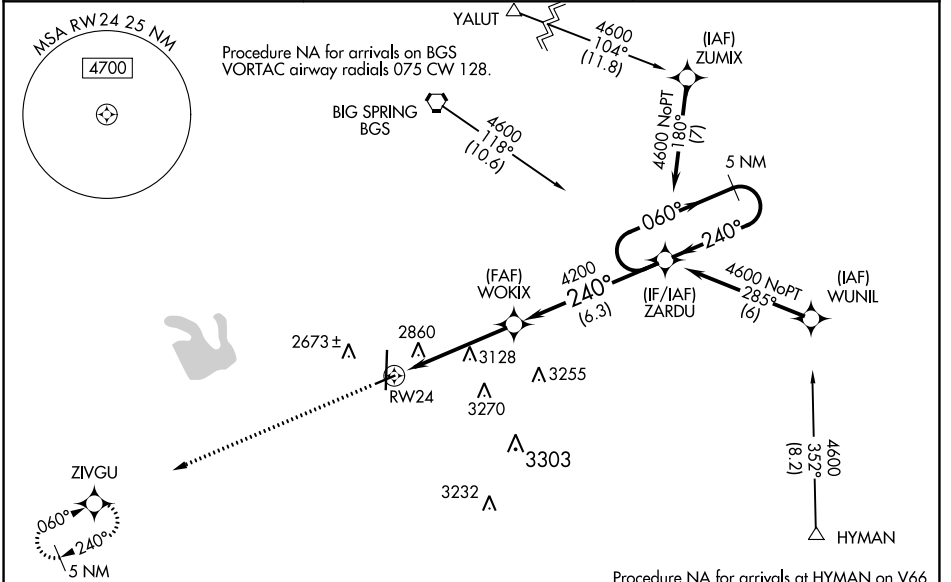 MSA RW24 25 NM
4700
Procedure NA for arrivals on BGS
VORTAC airway radials 075 CW 128.
YALUT
4600
104°
(11.8)
(IAF)
ZUMIX
BIG SPRING
BGS
4600
118°
(10.6)
4600 NoPT
180°
(7)
5 NM
060°
240°
(FAF)
WOKIX
4200
240°
(6.3)
(IF/IAF)
ZARDU
4600 NoPT
285°
(6)
(IAF)
WUNIL
2673±
2860
3128
3255
RW24
3270
3303
3232
4600
352°
(8.2)
HYMAN
ZIVGU
060°
240°
5 NM
Procedure NA for arrivals at HYMAN on V66